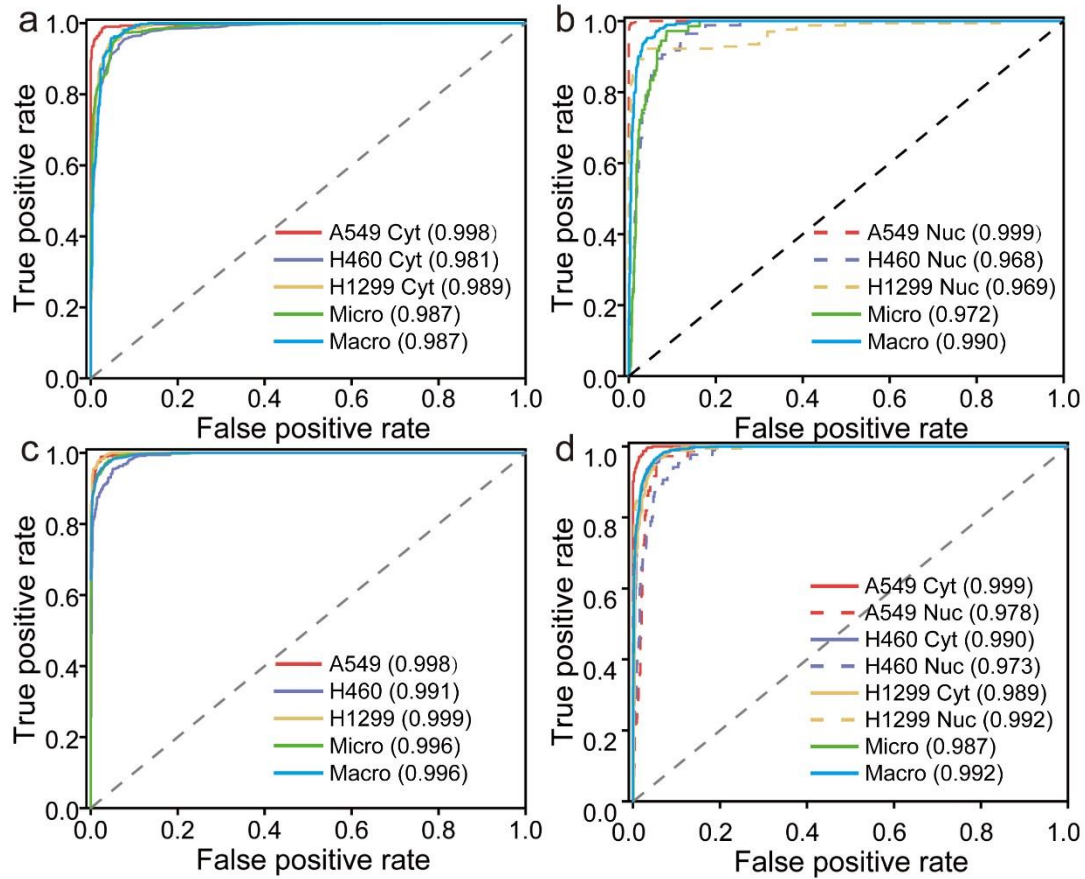 a
True positive rate
1.0
0.8
0.6
0.4
0.2
0.0
A549 Cyt (0.998)
H460 Cyt (0.981)
H1299 Cyt (0.989)
Micro (0.987)
Macro (0.987)
0.0 0.2 0.4 0.6 0.8 1.0
False positive rate
b
True positive rate
1.0
0.8
0.6
0.4
0.2
0.0
A549 Nuc (0.999)
H460 Nuc (0.968)
H1299 Nuc (0.969)
Micro (0.972)
Macro (0.990)
0.0 0.2 0.4 0.6 0.8 1.0
False positive rate
c
True positive rate
1.0
0.8
0.6
0.4
0.2
0.0
A549 (0.998)
H460 (0.991)
H1299 (0.999)
Micro (0.996)
Macro (0.996)
0.0 0.2 0.4 0.6 0.8 1.0
False positive rate
d
True positive rate
1.0
0.8
0.6
0.4
0.2
0.0
A549 Cyt (0.999)
A549 Nuc (0.978)
H460 Cyt (0.990)
H460 Nuc (0.973)
H1299 Cyt (0.989)
H1299 Nuc (0.992)
Micro (0.987)
Macro (0.992)
0.0 0.2 0.4 0.6 0.8 1.0
False positive rate